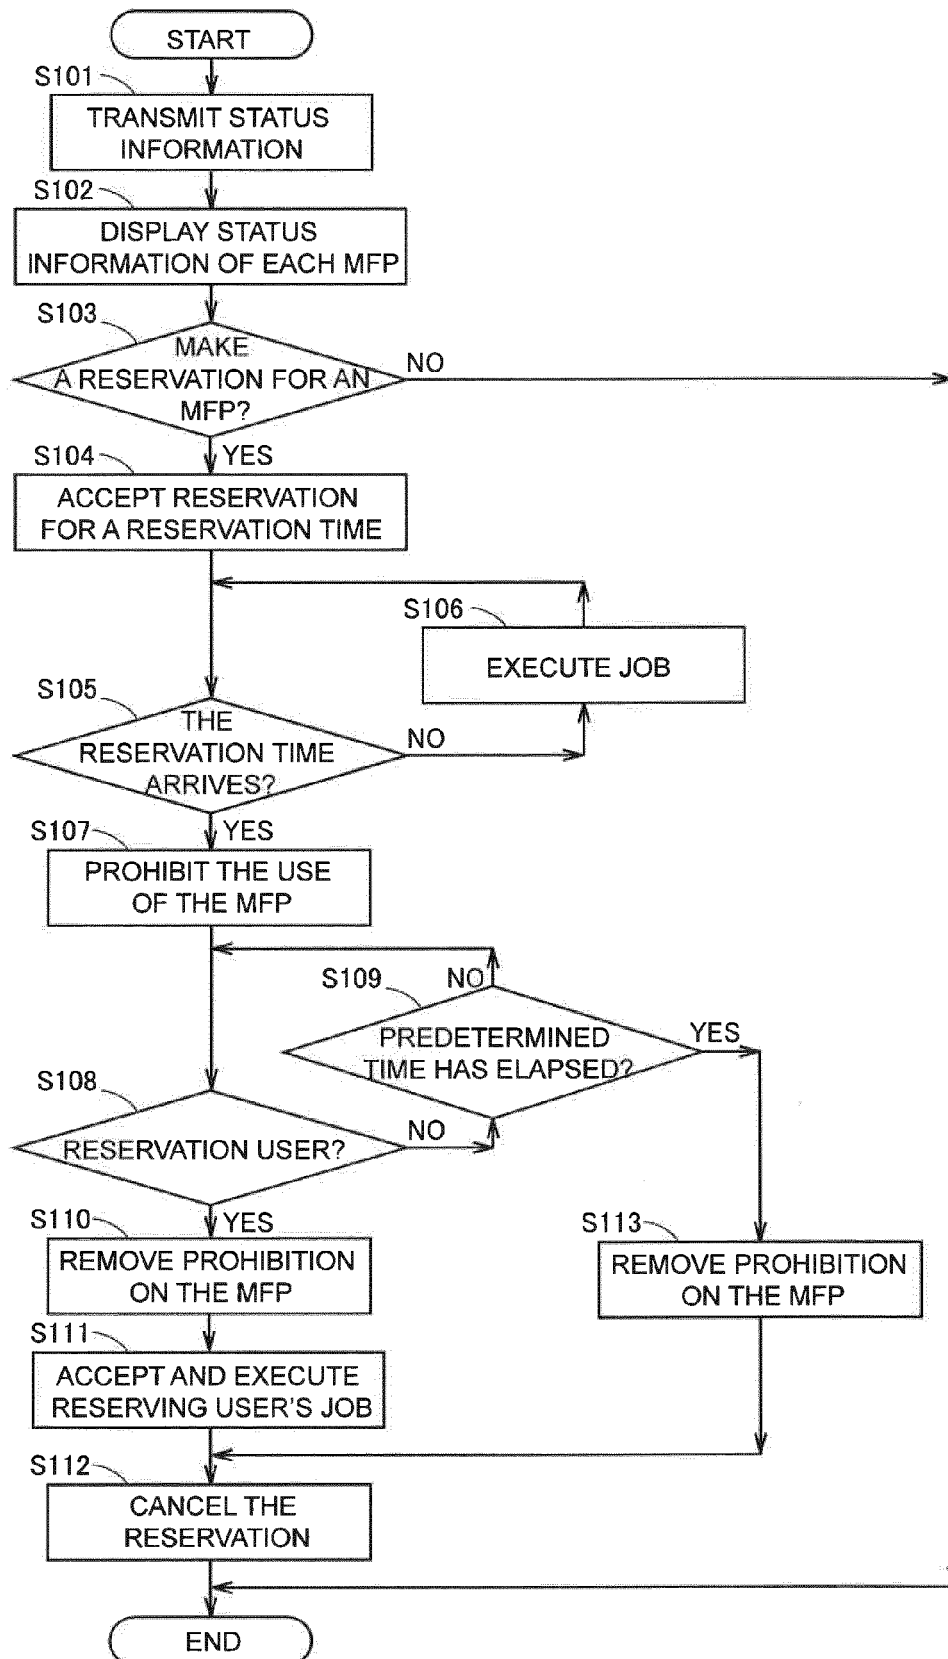 START
S101
TRANSMIT STATUS
INFORMATION
S102
DISPLAY STATUS
INFORMATION OF EACH MFP
S103
MAKE
A RESERVATION FOR AN
MFP?
NO
YES
S104
ACCEPT RESERVATION
FOR A RESERVATION TIME
S106
EXECUTE JOB
S105
THE
RESERVATION TIME
ARRIVES?
NO
YES
S107
PROHIBIT THE USE
OF THE MFP
S109
NO
PREDETERMINED
TIME HAS ELAPSED?
YES
S108
RESERVATION USER?
NO
YES
S110
REMOVE PROHIBITION
ON THE MFP
S113
REMOVE PROHIBITION
ON THE MFP
S111
ACCEPT AND EXECUTE
RESERVING USER'S JOB
S112
CANCEL THE
RESERVATION
END